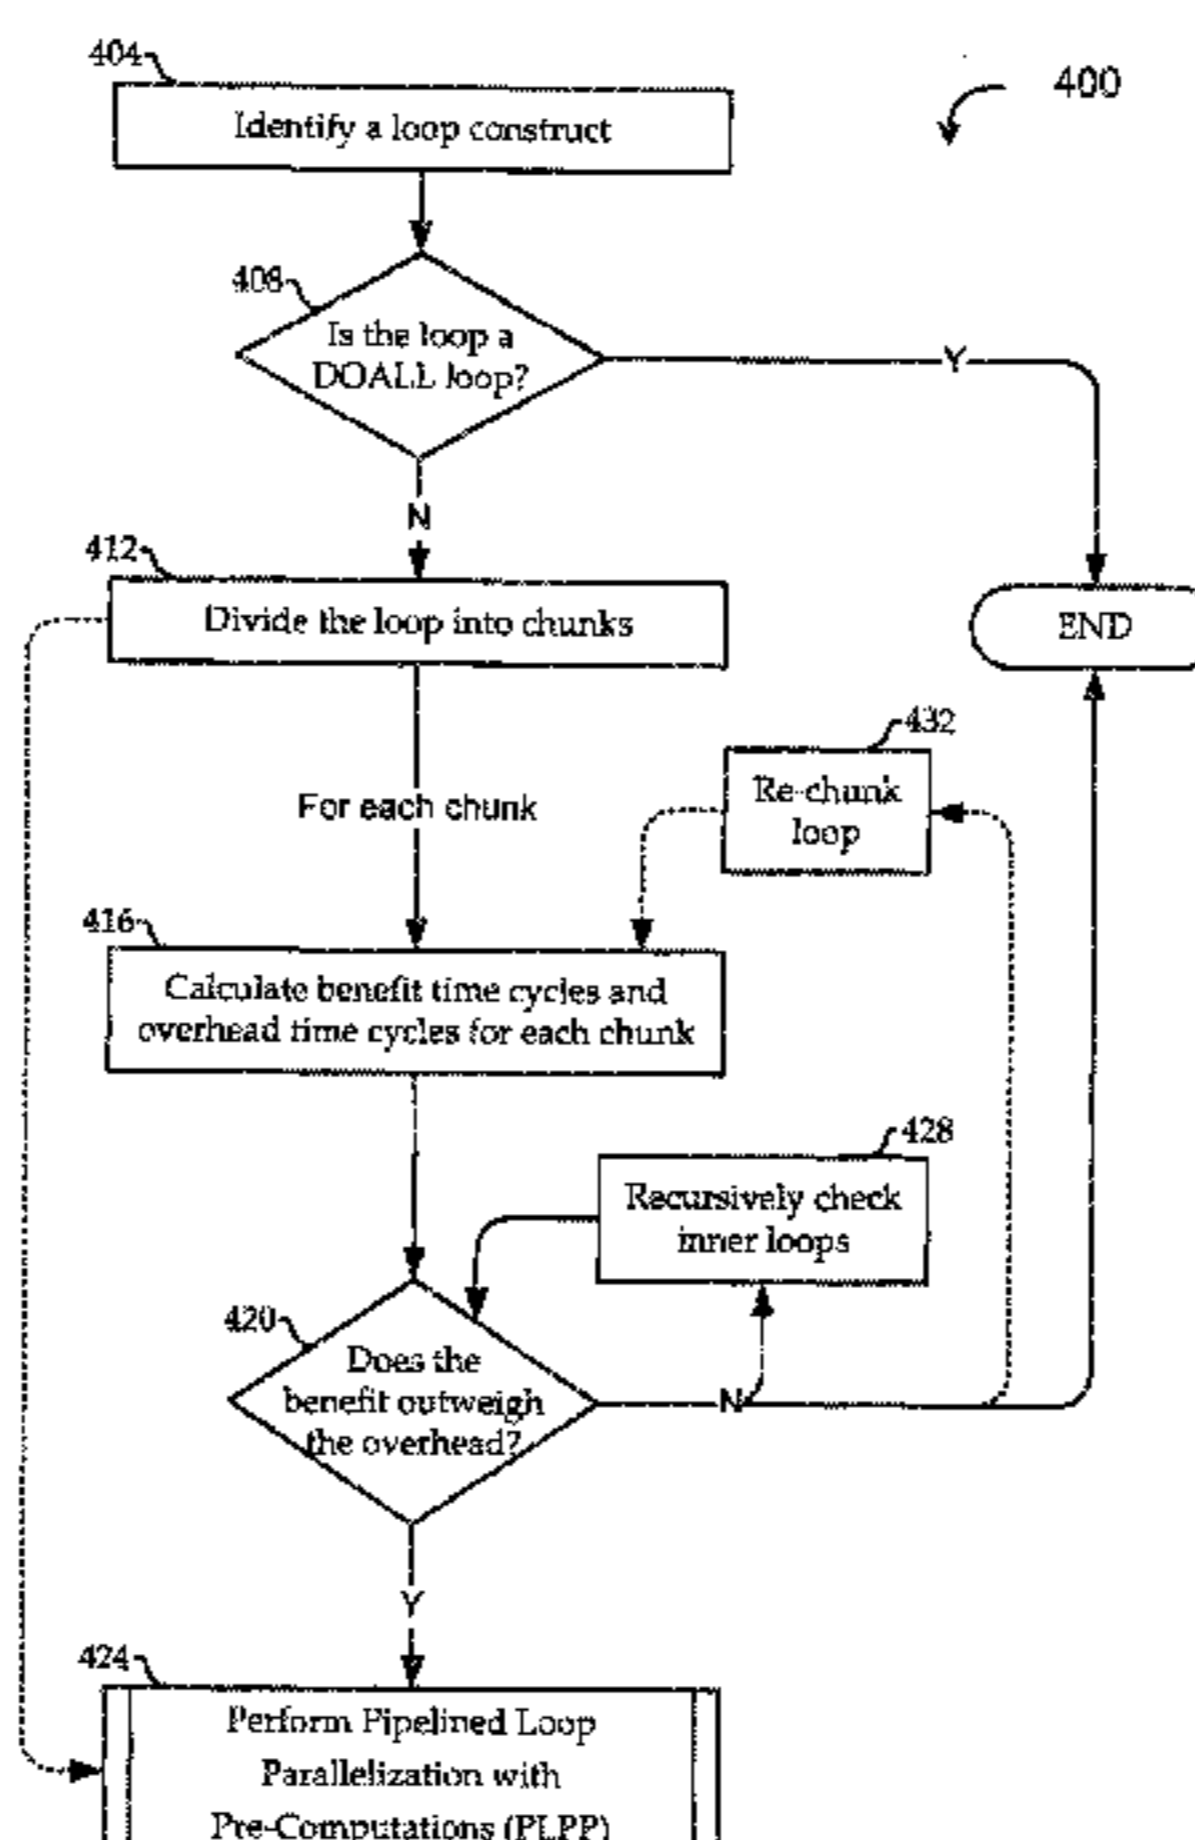 404
400
Identify a loop construct
408
Is the loop a
DOALL loop?
Y
N
412
Divide the loop into chunks
END
432
Re-chunk
loop
For each chunk
416
Calculate benefit time cycles and
overhead time cycles for each chunk
428
Recursively check
inner loops
420
Does the
benefit outweigh
the overhead?
N
Y
424
Perform Pipelined Loop
Parallelization with
Pre-Computations (PLPP)